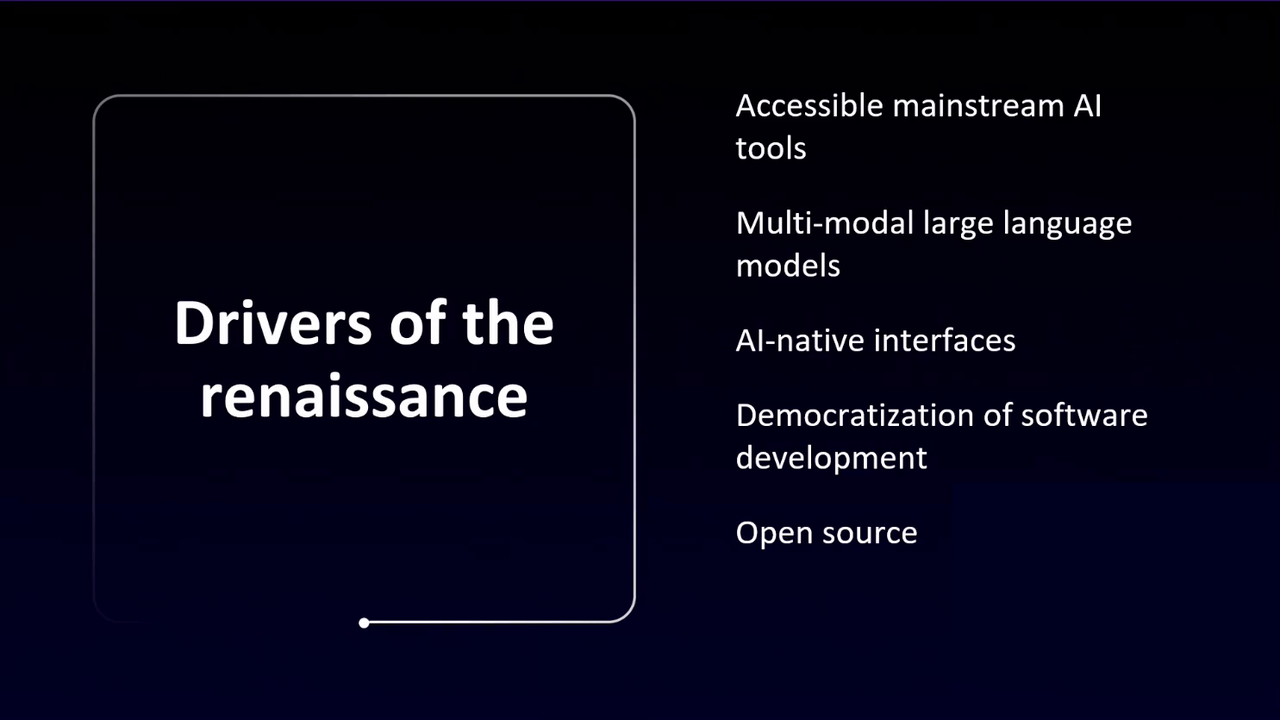 Drivers of the
renaissance
Accessible mainstream AI
tools
Multi-modal large language
models
AI-native interfaces
Democratization of software
development
Open source